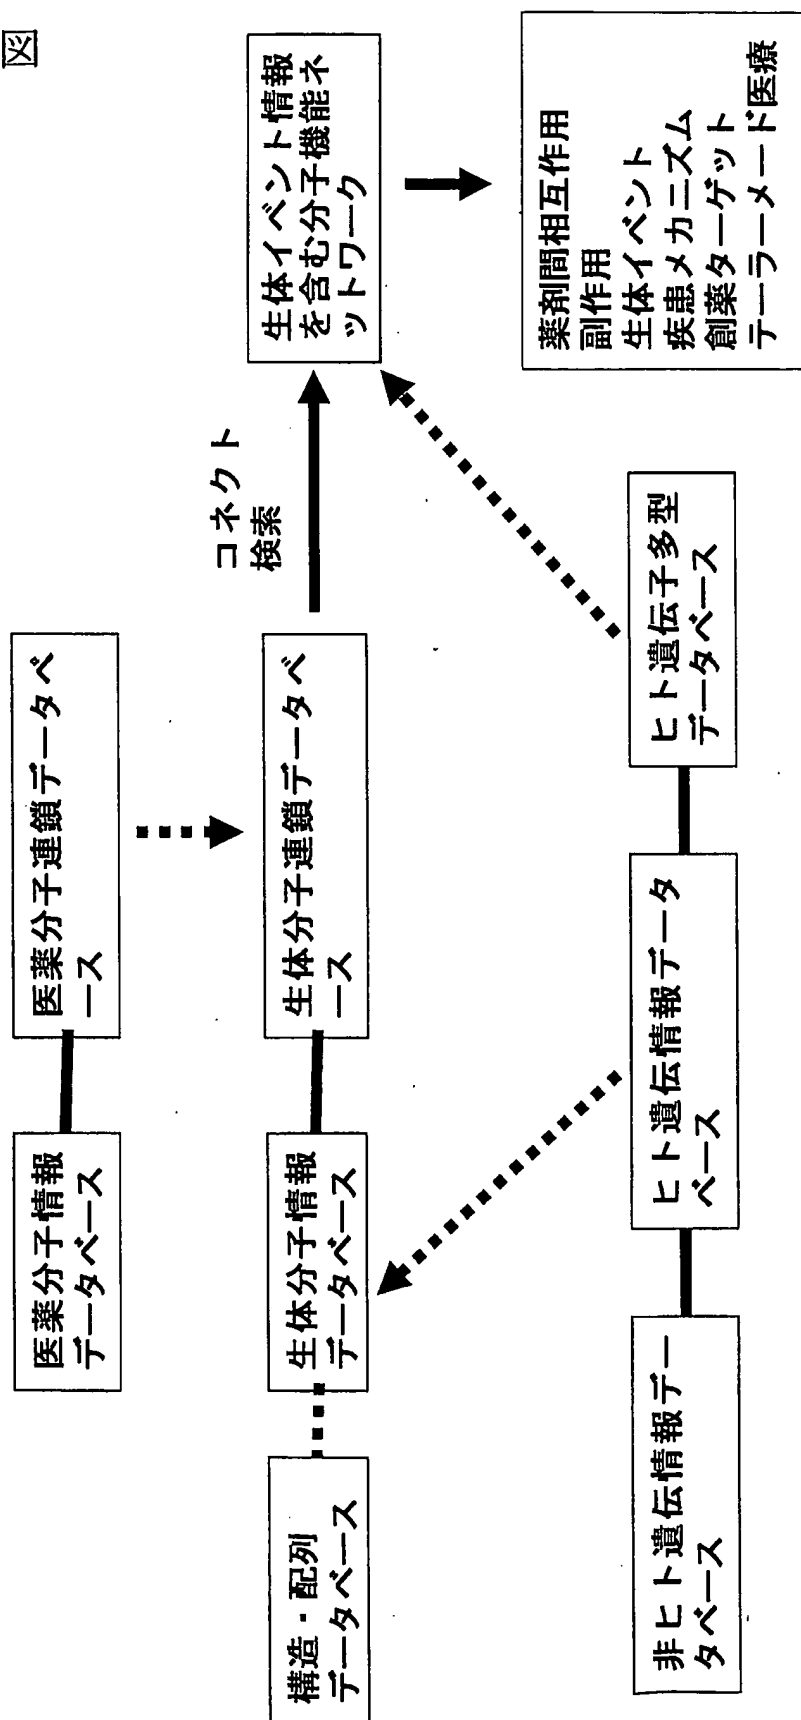 図
医薬分子情報
データベース
医薬分子連鎖データベ
ース
構造・配列
データベース
生体分子情報
データベース
生体分子連鎖データベ
ース
コネクト
検索
生体イベント情報
を含む分子機能ネ
ットワーク
非ヒト遺伝情報デー
タベース
ヒト遺伝情報データ
ベース
ヒト遺伝子多型
データベース
薬剤間相互作用
副作用
生体イベント
疾患メカニズム
創薬ターゲット
テーラーメード医療